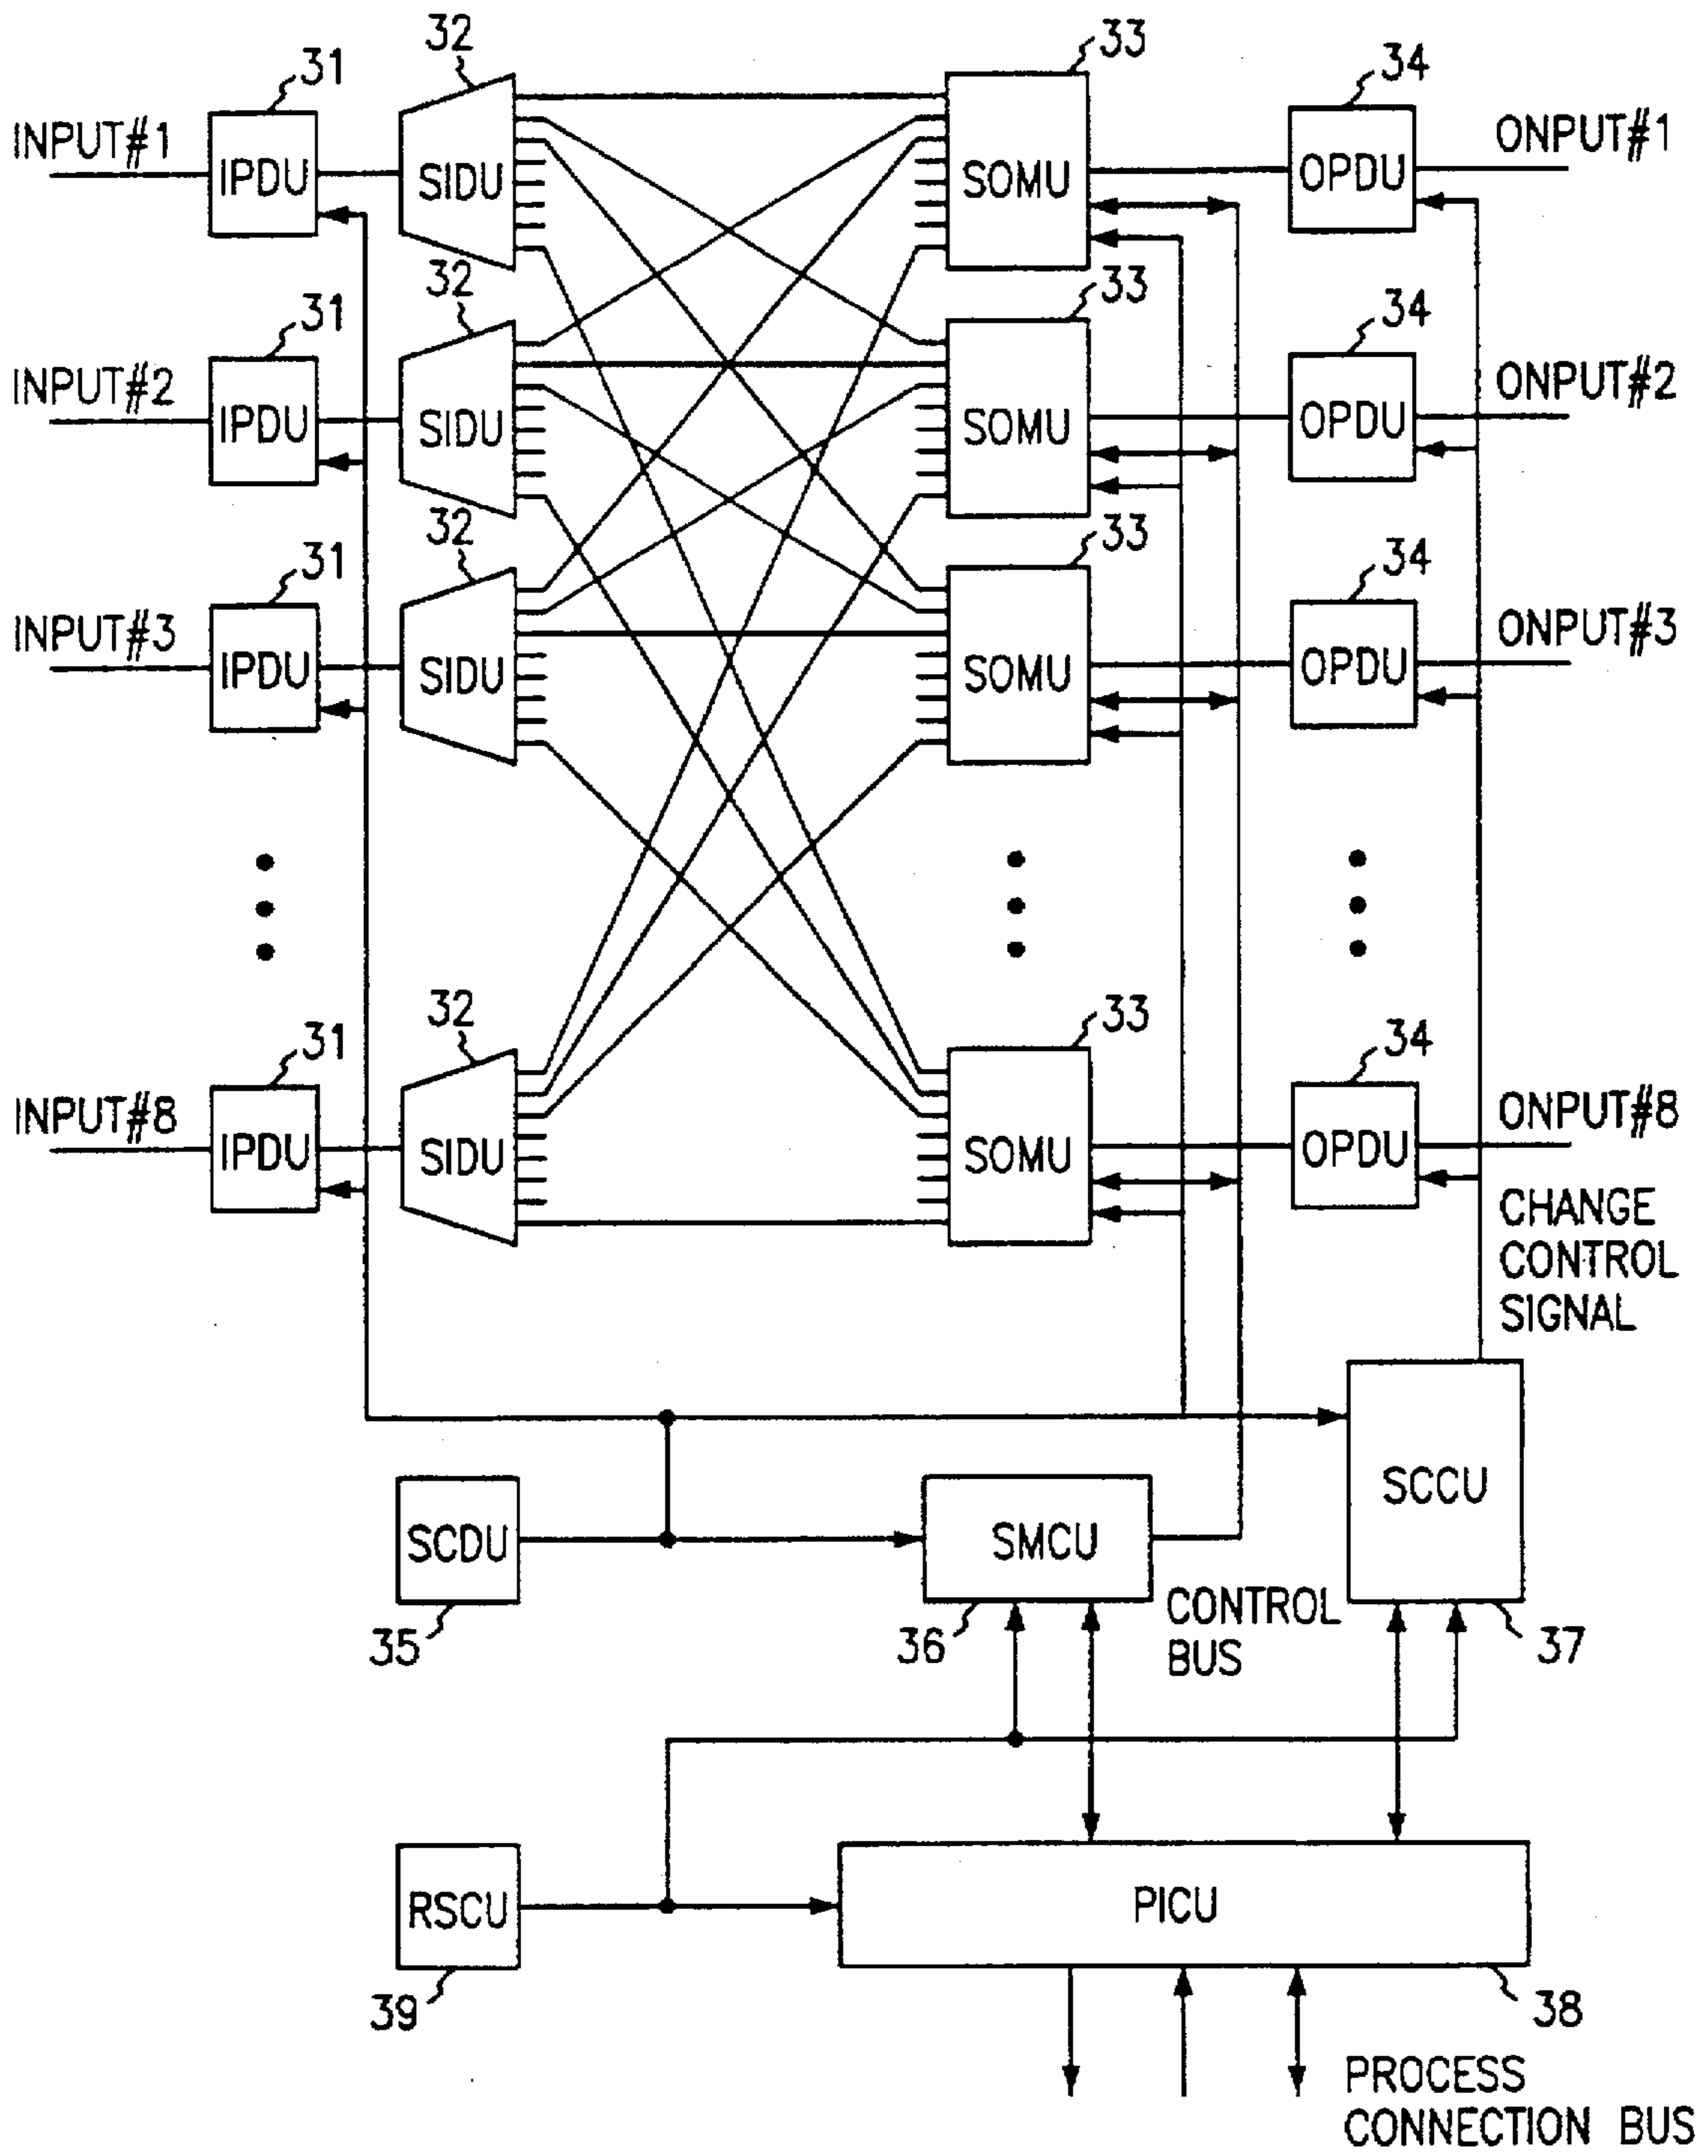 32
33
31
34
INPUT#1
IPDU
SIDU
SOMU
OPDU
ONPUT#1
32
33
31
34
INPUT#2
IPDU
SIDU
SOMU
OPDU
ONPUT#2
32
33
31
34
INPUT#3
IPDU
SIDU
SOMU
OPDU
ONPUT#3
32
33
31
34
INPUT#8
IPDU
SIDU
SOMU
OPDU
ONPUT#8
CHANGE
CONTROL
SIGNAL
SCCU
SCDU
SMCU
CONTROL
BUS
35
36
37
RSCU
PICU
39
38
PROCESS
CONNECTION BUS